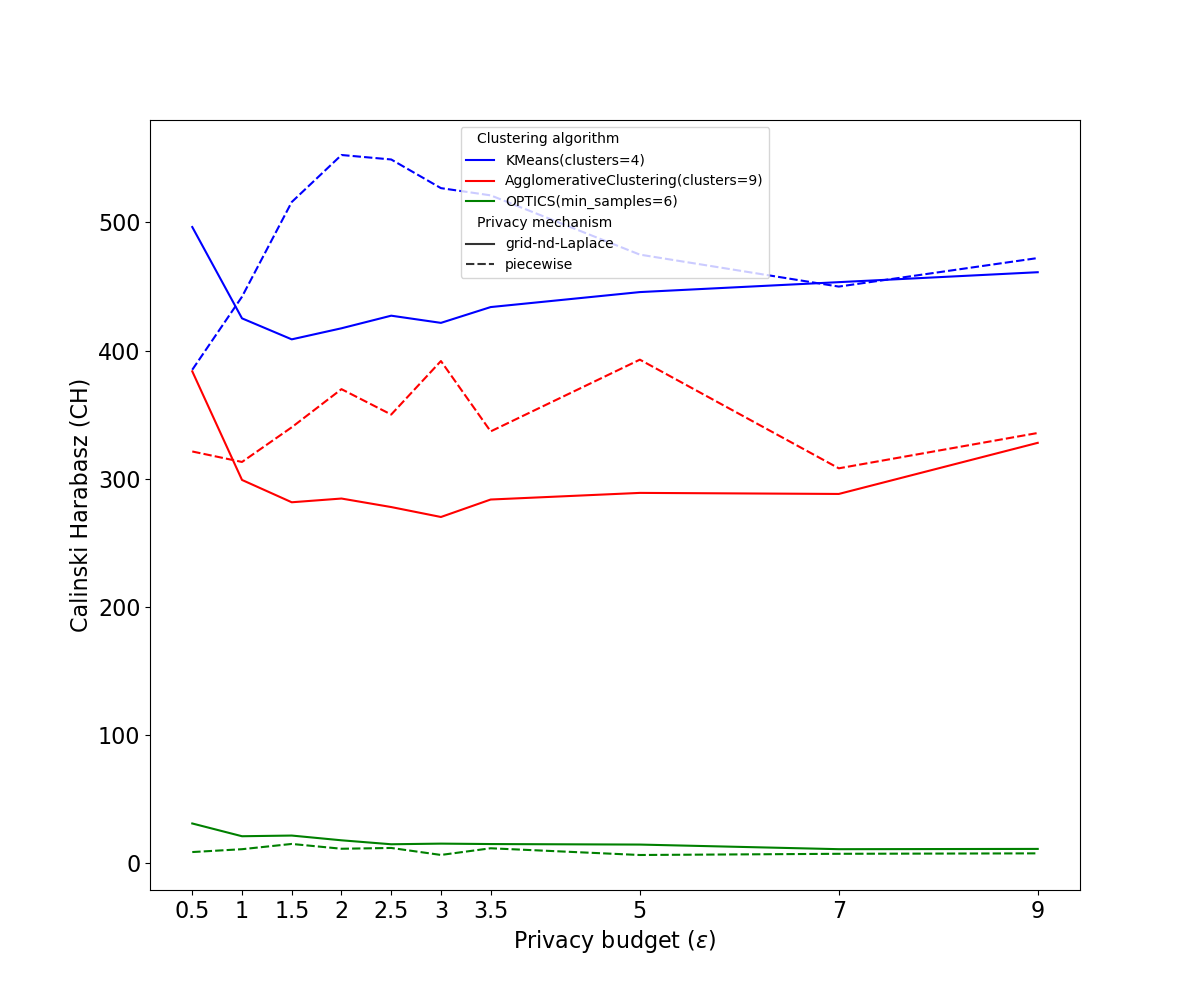 Clustering algorithm
KMeans(clusters=4)
AgglomerativeClustering(clusters=9)
OPTICS(min_samples=6)
Privacy mechanism
grid-nd-Laplace
piecewise
Calinski Harabasz (CH)
500
400
300
200
100
0
0.5 1 1.5 2 2.5 3 3.5 5 7 9
Privacy budget (ε)